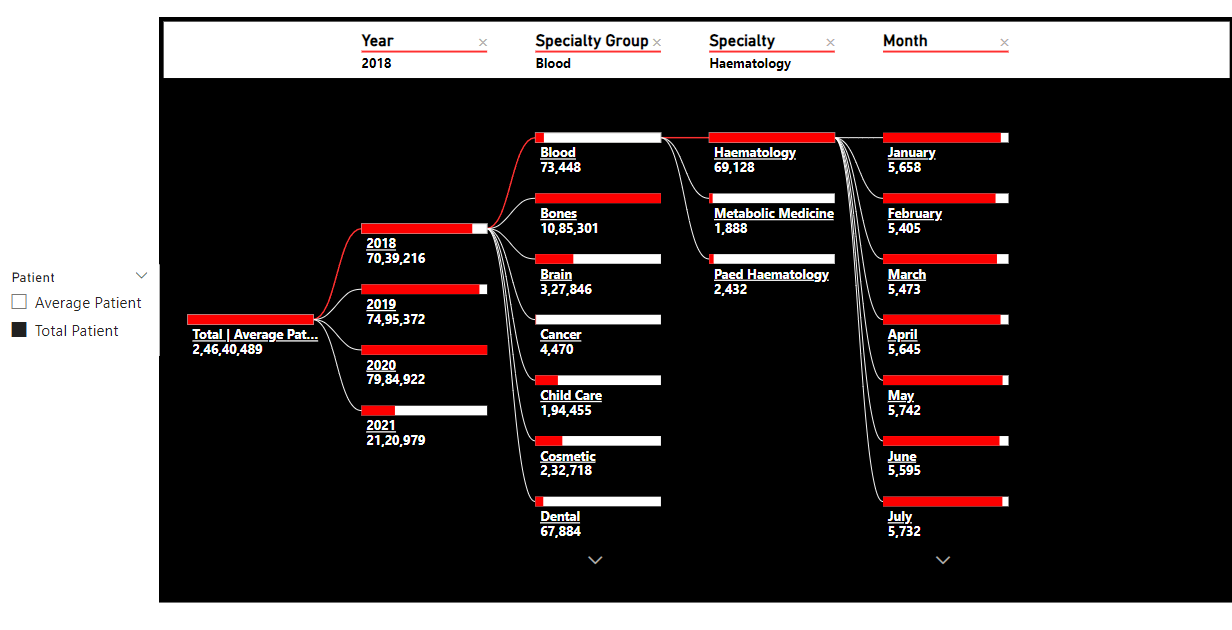 Year
Specialty Group
Specialty
Month
2018
Blood
Haematology
Patient
Average Patient
Total Patient
Total | Average Pat...
2,46,40,489
2018
70,39,216
2019
74,95,372
2020
79,84,922
2021
21,20,979
Blood
73,448
Bones
10,85,301
Brain
3,27,846
Cancer
4,470
Child Care
1,94,455
Cosmetic
2,32,718
Dental
67,884
Haematology
69,128
Metabolic Medicine
1,888
Paed Haematology
2,432
January
5,658
February
5,405
March
5,473
April
5,645
May
5,742
June
5,595
July
5,732